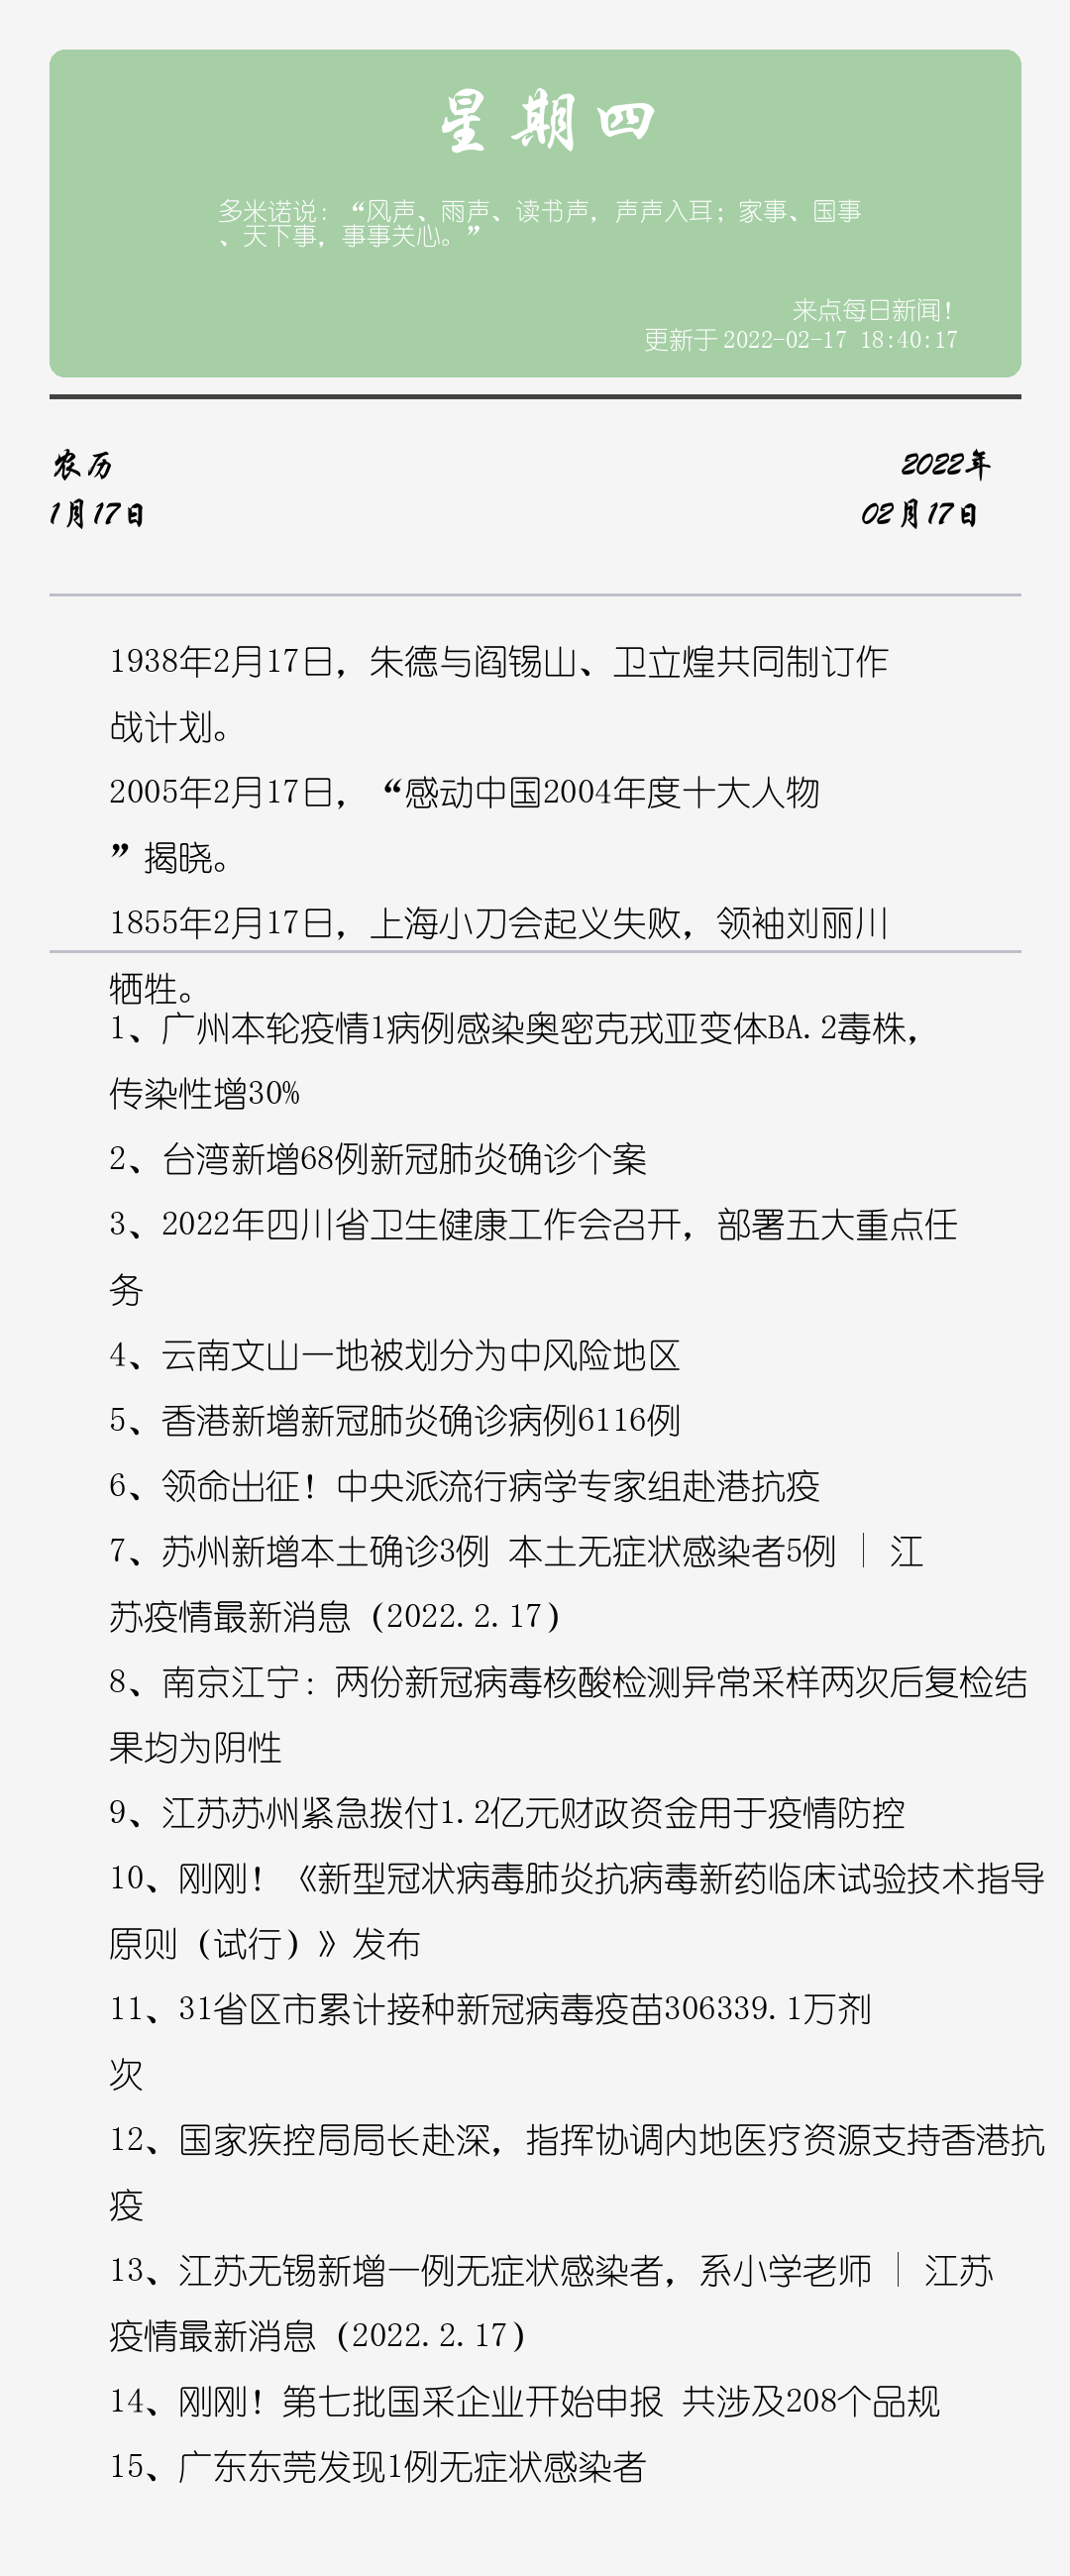 星期四
多米诺说：“风声、雨声、读书声，声声入耳；家事、国事
、天下事，事事关心。”
来点每日新闻！
更新于2022-02-17 18:40:17
农历
2022年
1月17日
02月17日
1938年2月17日，朱德与阎锡山、卫立煌共同制订作
战计划。
2005年2月17日，“感动中国2004年度十大人物
”揭晓。
1855年2月17日，上海小刀会起义失败，领袖刘丽川
牺牲。
1、广州本轮疫情1病例感染奥密克戎亚变体BA.2毒株，
传染性增30%
2、台湾新增68例新冠肺炎确诊个案
3、2022年四川省卫生健康工作会召开，部署五大重点任
务
4、云南文山一地被划分为中风险地区
5、香港新增新冠肺炎确诊病例6116例
6、领命出征！中央派流行病学专家组赴港抗疫
7、苏州新增本土确诊3例 本土无症状感染者5例 | 江
苏疫情最新消息（2022.2.17）
8、南京江宁：两份新冠病毒核酸检测异常采样两次后复检结
果均为阴性
9、江苏苏州紧急拨付1.2亿元财政资金用于疫情防控
10、刚刚！《新型冠状病毒肺炎抗病毒新药临床试验技术指导
原则（试行）》发布
11、31省区市累计接种新冠病毒疫苗306339.1万剂
次
12、国家疾控局局长赴深，指挥协调内地医疗资源支持香港抗
疫
13、江苏无锡新增一例无症状感染者，系小学老师 | 江苏
疫情最新消息（2022.2.17）
14、刚刚！第七批国采企业开始申报 共涉及208个品规
15、广东东莞发现1例无症状感染者